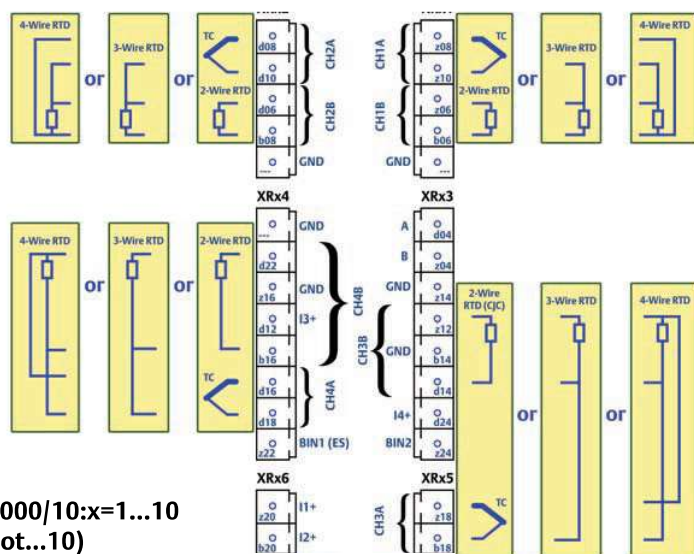 4-Wire RTD
3-Wire RTD
TC
2-Wire RTD
or
or
d08
d10
d06
b08
---
CH2A
CH2B
GND
z08
z10
z06
b06
---
CH1A
CH1B
GND
TC
2-Wire RTD
3-Wire RTD
4-Wire RTD
or
or
XRx4
4-Wire RTD
3-Wire RTD
2-Wire RTD
TC
or
or
---
d22
z16
d12
b16
d16
d18
z22
GND
GND
I3+
CH4B
CH4A
BIN1 (ES)
XRx3
A
B
GND
GND
I4+
BIN2
CH3B
d04
z04
z14
z12
b14
d14
d24
z24
2-Wire
RTD (CJC)
TC
3-Wire RTD
4-Wire RTD
or
or
XRx6
z20
b20
I1+
I2+
XRx5
CH3A
z18
b18
000/10:x=1...10
ot...10)